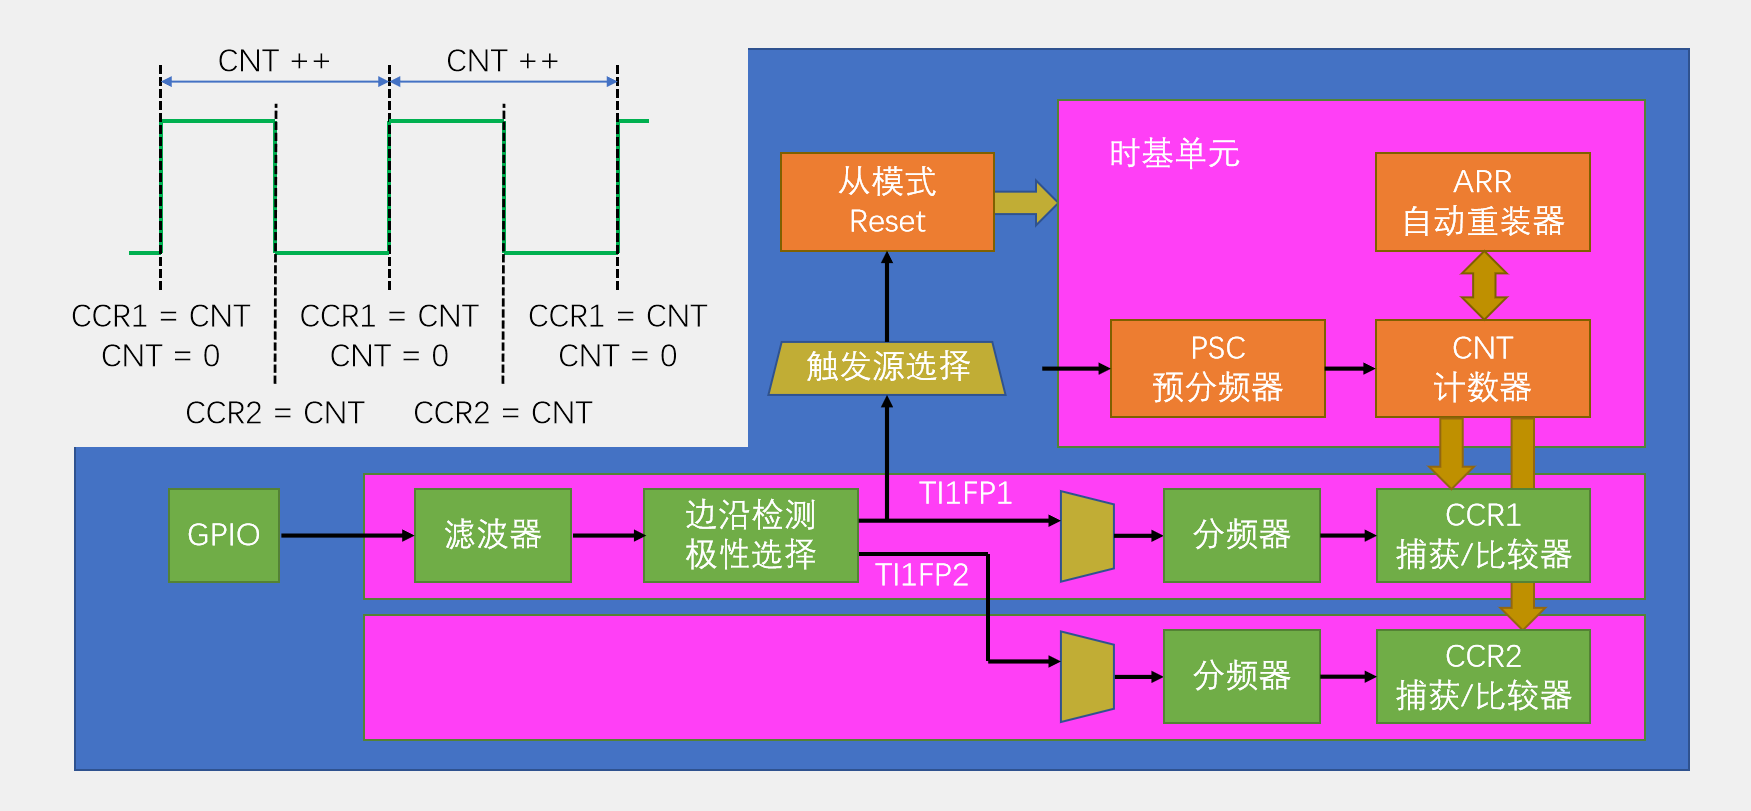 CNT ++
CNT ++
CCR1 = CNT
CNT = 0
CCR1 = CNT
CNT = 0
CCR1 = CNT
CNT = 0
CCR2 = CNT
CCR2 = CNT
时基单元
从模式
Reset
ARR
自动重装器
触发源选择
PSC
预分频器
CNT
计数器
GPIO
滤波器
边沿检测
极性选择
TI1FP1
TI1FP2
分频器
CCR1
捕获/比较器
分频器
CCR2
捕获/比较器